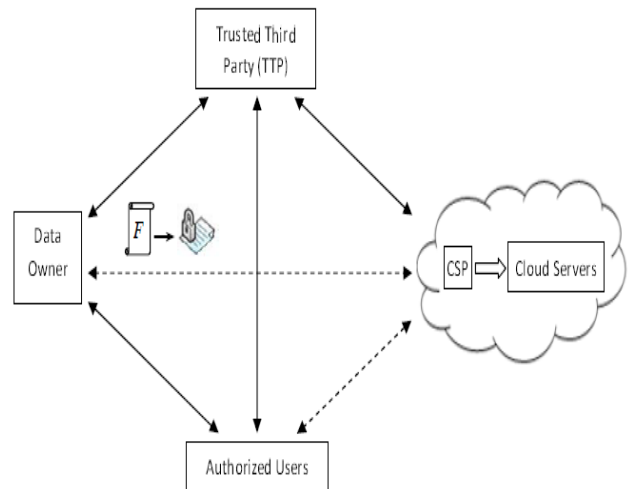 Trusted Third
Party (TTP)
F
Data
Owner
CSP
Cloud Servers
Authorized Users